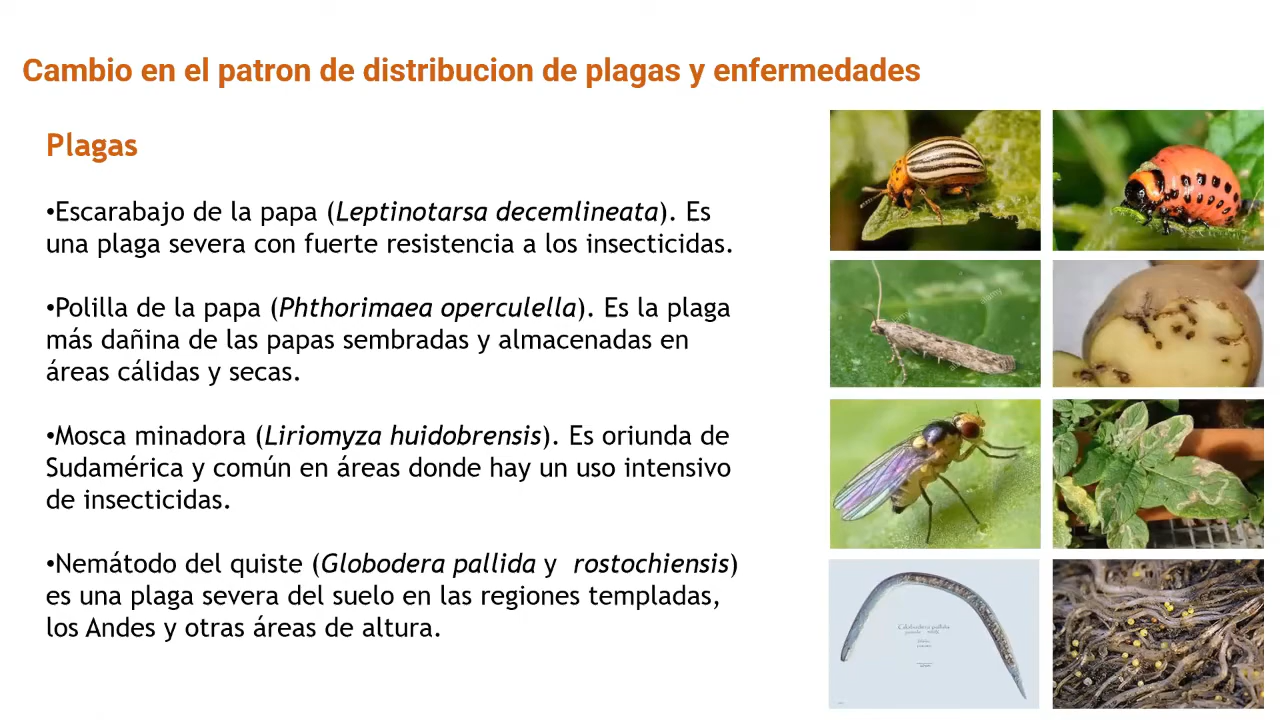 Cambio en el patron de distribucion de plagas y enfermedades
Plagas
•Escarabajo de la papa (Leptinotarsa decemlineata). Es
una plaga severa con fuerte resistencia a los insecticidas.
•Polilla de la papa (Phthorimaea operculella). Es la plaga
más dañina de las papas sembradas y almacenadas en
áreas cálidas y secas.
•Mosca minadora (Liriomyza huidobrensis). Es oriunda de
Sudamérica y común en áreas donde hay un uso intensivo
de insecticidas.
•Nemátodo del quiste (Globodera pallida y rostochiensis)
es una plaga severa del suelo en las regiones templadas,
los Andes y otras áreas de altura.